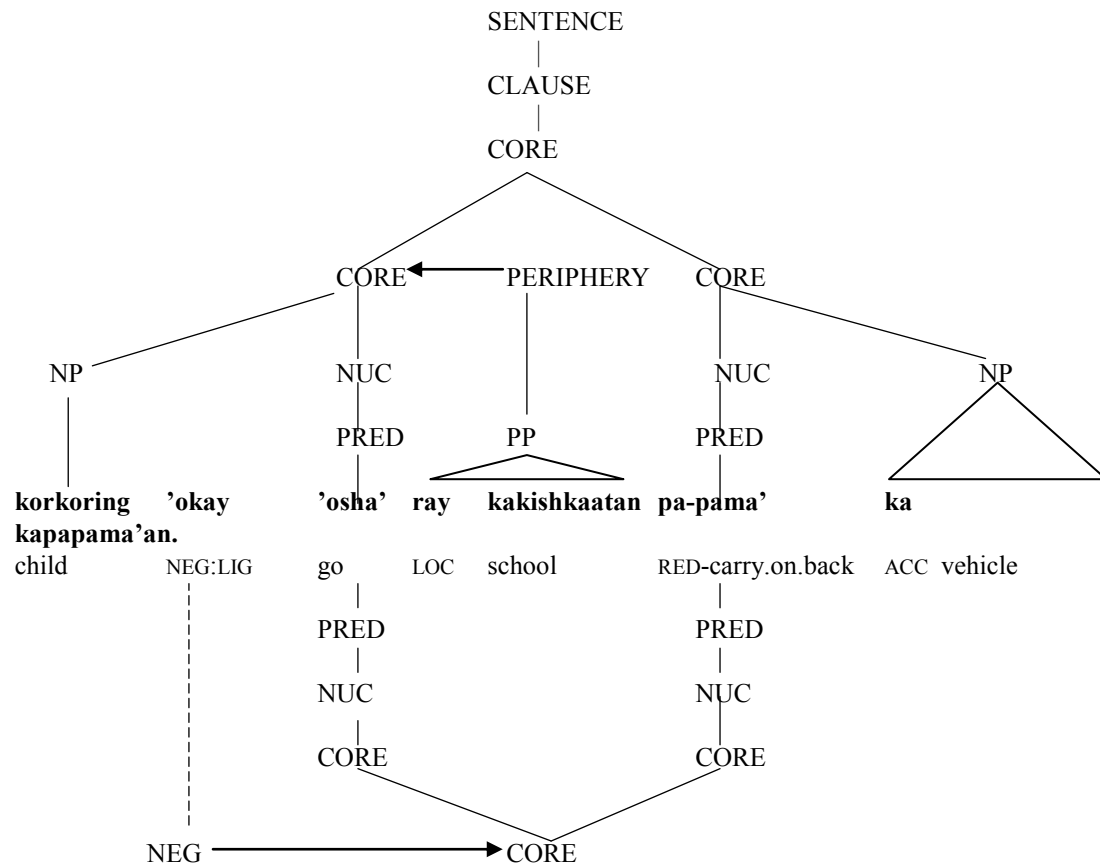 SENTENCE
CLAUSE
CORE
CORE PERIPHERY CORE
NP NUC NUC NP
PRED PP PRED
korkoring ’okay ’osha’ ray kakishkaatan pa-pama’ ka
kapapama’an.
child NEG:LIG go LOC school RED-carry.on.back ACC vehicle
PRED PRED
NUC NUC
CORE CORE
NEG CORE